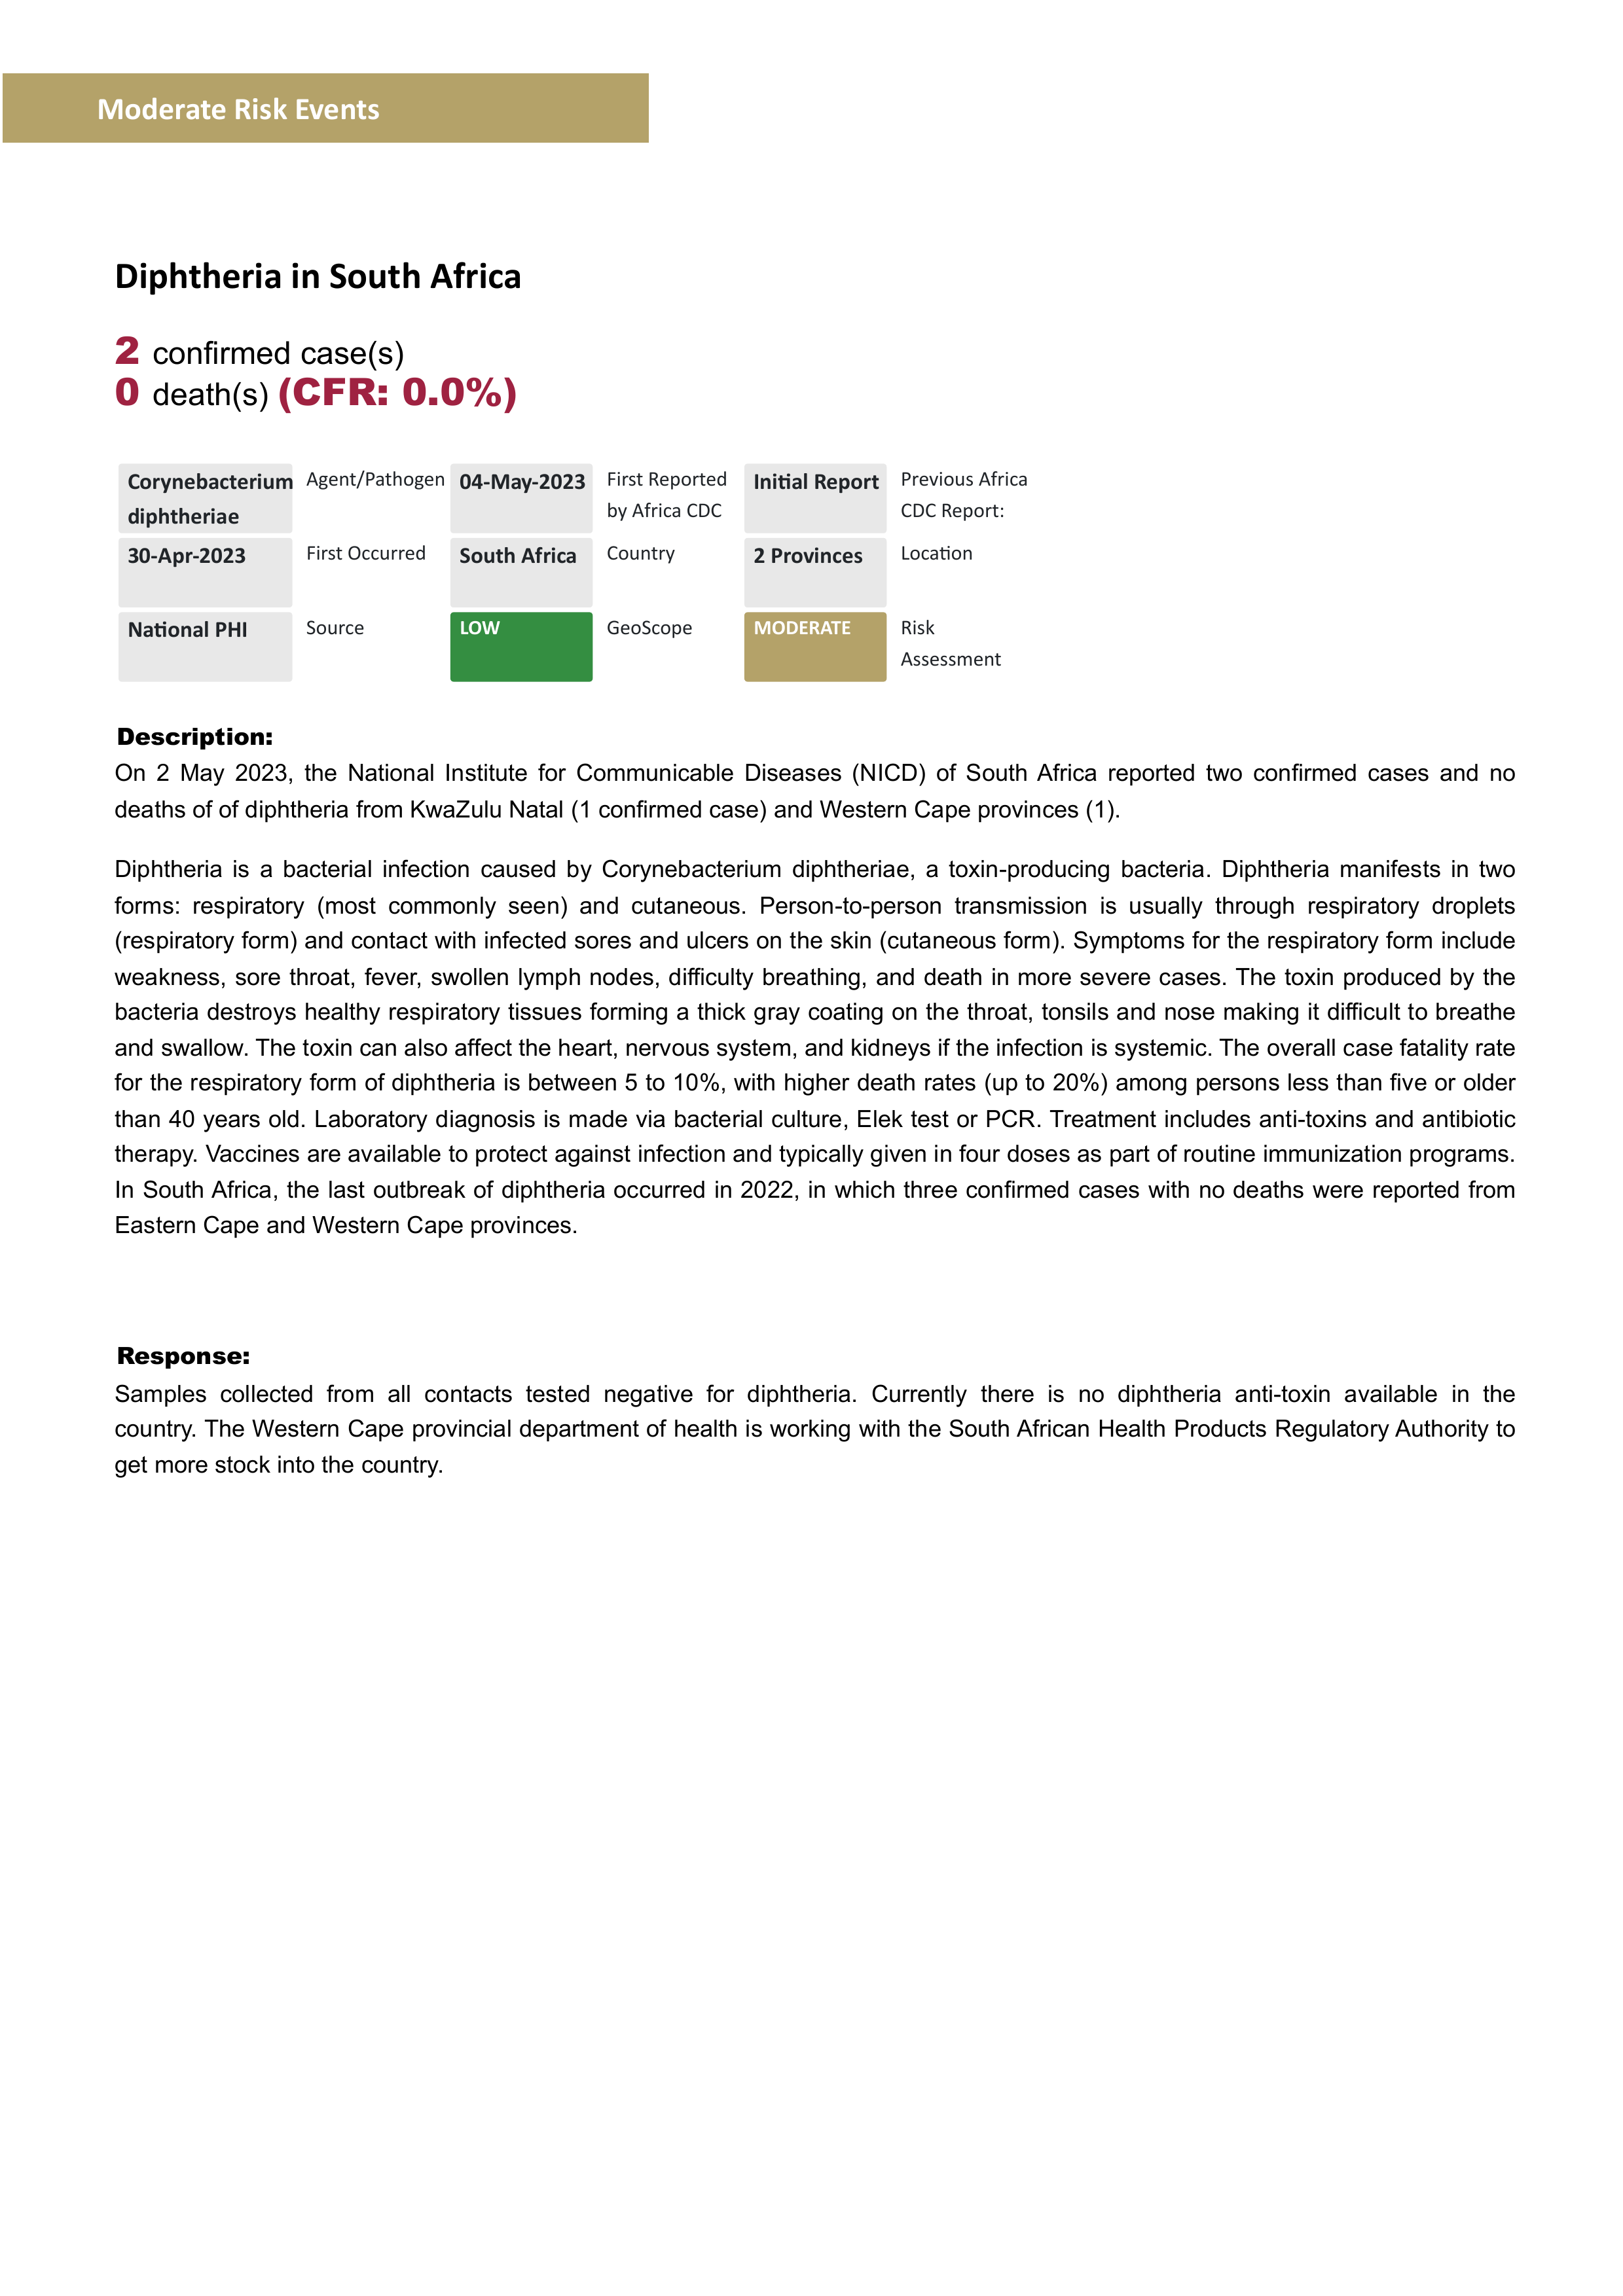 Moderate Risk Events
Diphtheria in South Africa
2 confirmed case(s)
0 death(s) (CFR: 0.0%)
Corynebacterium diphtheriae
Agent/Pathogen
04-May-2023
First Reported by Africa CDC
Initial Report
Previous Africa CDC Report:
30-Apr-2023
First Occurred
South Africa
Country
2 Provinces
Location
National PHI
Source
LOW
GeoScope
MODERATE
Risk Assessment
Description:
On 2 May 2023, the National Institute for Communicable Diseases (NICD) of South Africa reported two confirmed cases and no
deaths of of diphtheria from KwaZulu Natal (1 confirmed case) and Western Cape provinces (1).
Diphtheria is a bacterial infection caused by Corynebacterium diphtheriae, a toxin-producing bacteria. Diphtheria manifests in two
forms: respiratory (most commonly seen) and cutaneous. Person-to-person transmission is usually through respiratory droplets
(respiratory form) and contact with infected sores and ulcers on the skin (cutaneous form). Symptoms for the respiratory form include
weakness, sore throat, fever, swollen lymph nodes, difficulty breathing, and death in more severe cases. The toxin produced by the
bacteria destroys healthy respiratory tissues forming a thick gray coating on the throat, tonsils and nose making it difficult to breathe
and swallow. The toxin can also affect the heart, nervous system, and kidneys if the infection is systemic. The overall case fatality rate
for the respiratory form of diphtheria is between 5 to 10%, with higher death rates (up to 20%) among persons less than five or older
than 40 years old. Laboratory diagnosis is made via bacterial culture, Elek test or PCR. Treatment includes anti-toxins and antibiotic
therapy. Vaccines are available to protect against infection and typically given in four doses as part of routine immunization programs.
In South Africa, the last outbreak of diphtheria occurred in 2022, in which three confirmed cases with no deaths were reported from
Eastern Cape and Western Cape provinces.
Response:
Samples collected from all contacts tested negative for diphtheria. Currently there is no diphtheria anti-toxin available in the
country. The Western Cape provincial department of health is working with the South African Health Products Regulatory Authority to
get more stock into the country.